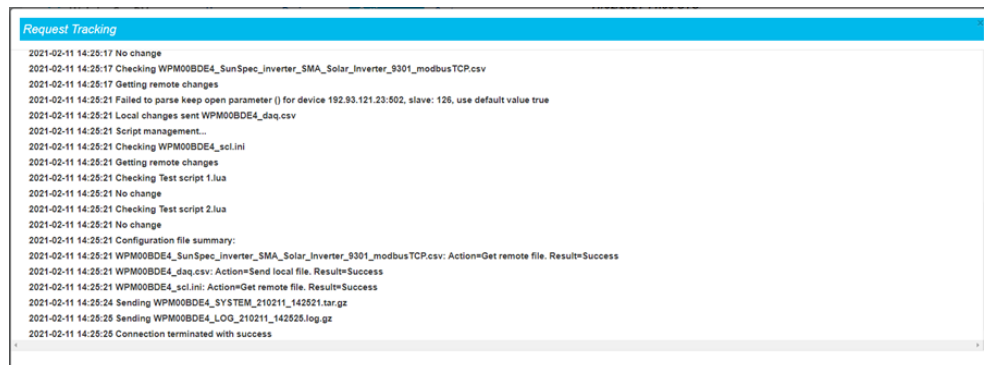 Request Tracking
2021-02-11 14:25:17 No change
2021-02-11 14:25:17 Checking WPM00BDE4_SunSpec_inverter_SMA_Solar_Inverter_9301_modbusTCP.csv
2021-02-11 14:25:17 Getting remote changes
2021-02-11 14:25:21 Failed to parse keep open parameter () for device 192.93.121.23:502, slave: 126, use default value true
2021-02-11 14:25:21 Local changes sent WPM00BDE4_daq.csv
2021-02-11 14:25:21 Script management...
2021-02-11 14:25:21 Checking WPM00BDE4_scl.ini
2021-02-11 14:25:21 Getting remote changes
2021-02-11 14:25:21 Checking Test script 1.lua
2021-02-11 14:25:21 No change
2021-02-11 14:25:21 Checking Test script 2.lua
2021-02-11 14:25:21 No change
2021-02-11 14:25:21 Configuration file summary:
2021-02-11 14:25:21 WPM00BDE4_SunSpec_inverter_SMA_Solar_Inverter_9301_modbusTCP.csv: Action=Get remote file. Result=Success
2021-02-11 14:25:21 WPM00BDE4_daq.csv: Action=Send local file. Result=Success
2021-02-11 14:25:21 WPM00BDE4_scl.ini: Action=Get remote file. Result=Success
2021-02-11 14:25:24 Sending WPM00BDE4_SYSTEM_210211_142521.tar.gz
2021-02-11 14:25:25 Sending WPM00BDE4_LOG_210211_142525.log.gz
2021-02-11 14:25:25 Connection terminated with success